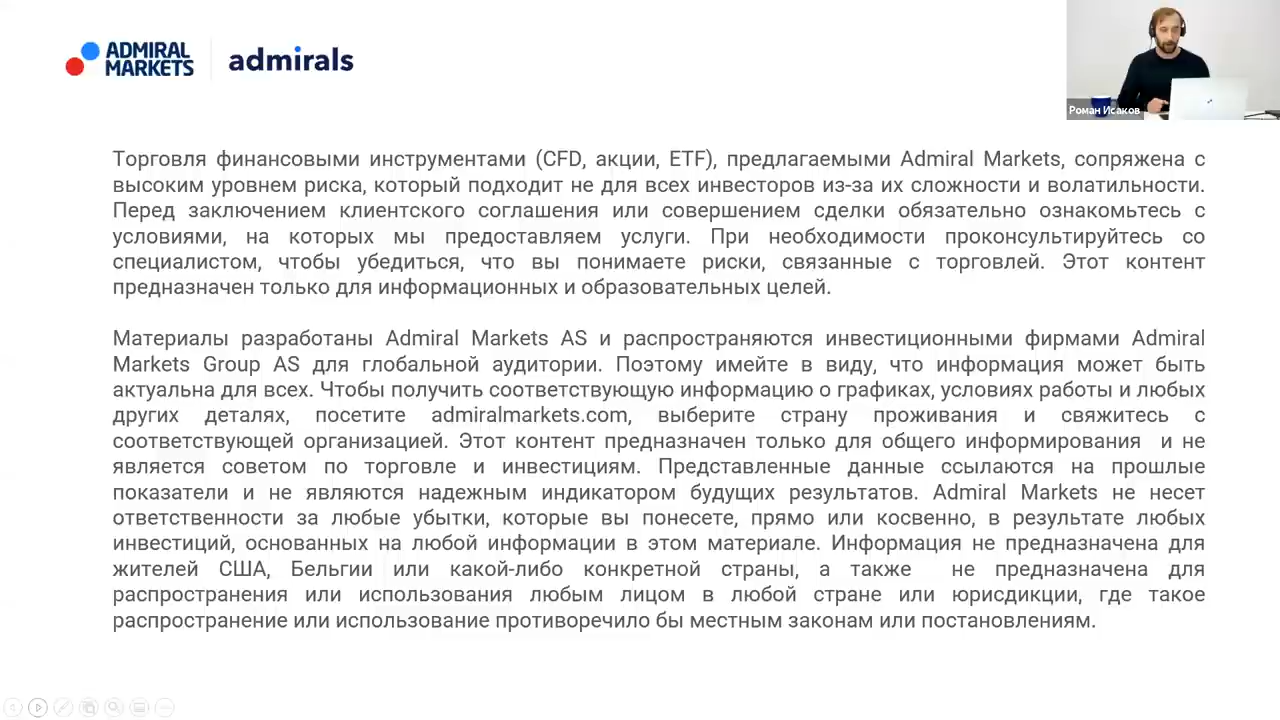 ADMIRAL
MARKETS
admirals
Роман Исаков
Торговля финансовыми инструментами (CFD, акции, ETF), предлагаемыми Admiral Markets, сопряжена с
высоким уровнем риска, который подходит не для всех инвесторов из-за их сложности и волатильности.
Перед заключением клиентского соглашения или совершением сделки обязательно ознакомьтесь с
условиями, на которых мы предоставляем услуги. При необходимости проконсультируйтесь со
специалистом, чтобы убедиться, что вы понимаете риски, связанные с торговлей. Этот контент
предназначен только для информационных и образовательных целей.
Материалы разработаны Admiral Markets AS и распространяются инвестиционными фирмами Admiral
Markets Group AS для глобальной аудитории. Поэтому имейте в виду, что информация может быть
актуальна для всех. Чтобы получить соответствующую информацию о графиках, условиях работы и любых
других деталях, посетите admiralmarkets.com, выберите страну проживания и свяжитесь с
соответствующей организацией. Этот контент предназначен только для общего информирования и не
является советом по торговле и инвестициям. Представленные данные ссылаются на прошлые
показатели и не являются надежным индикатором будущих результатов. Admiral Markets не несет
ответственности за любые убытки, которые вы понесете, прямо или косвенно, в результате любых
инвестиций, основанных на любой информации в этом материале. Информация не предназначена для
жителей США, Бельгии или какой-либо конкретной страны, а также не предназначена для
распространения или использования любым лицом в любой стране или юрисдикции, где такое
распространение или использование противоречило бы местным законам или постановлениям.